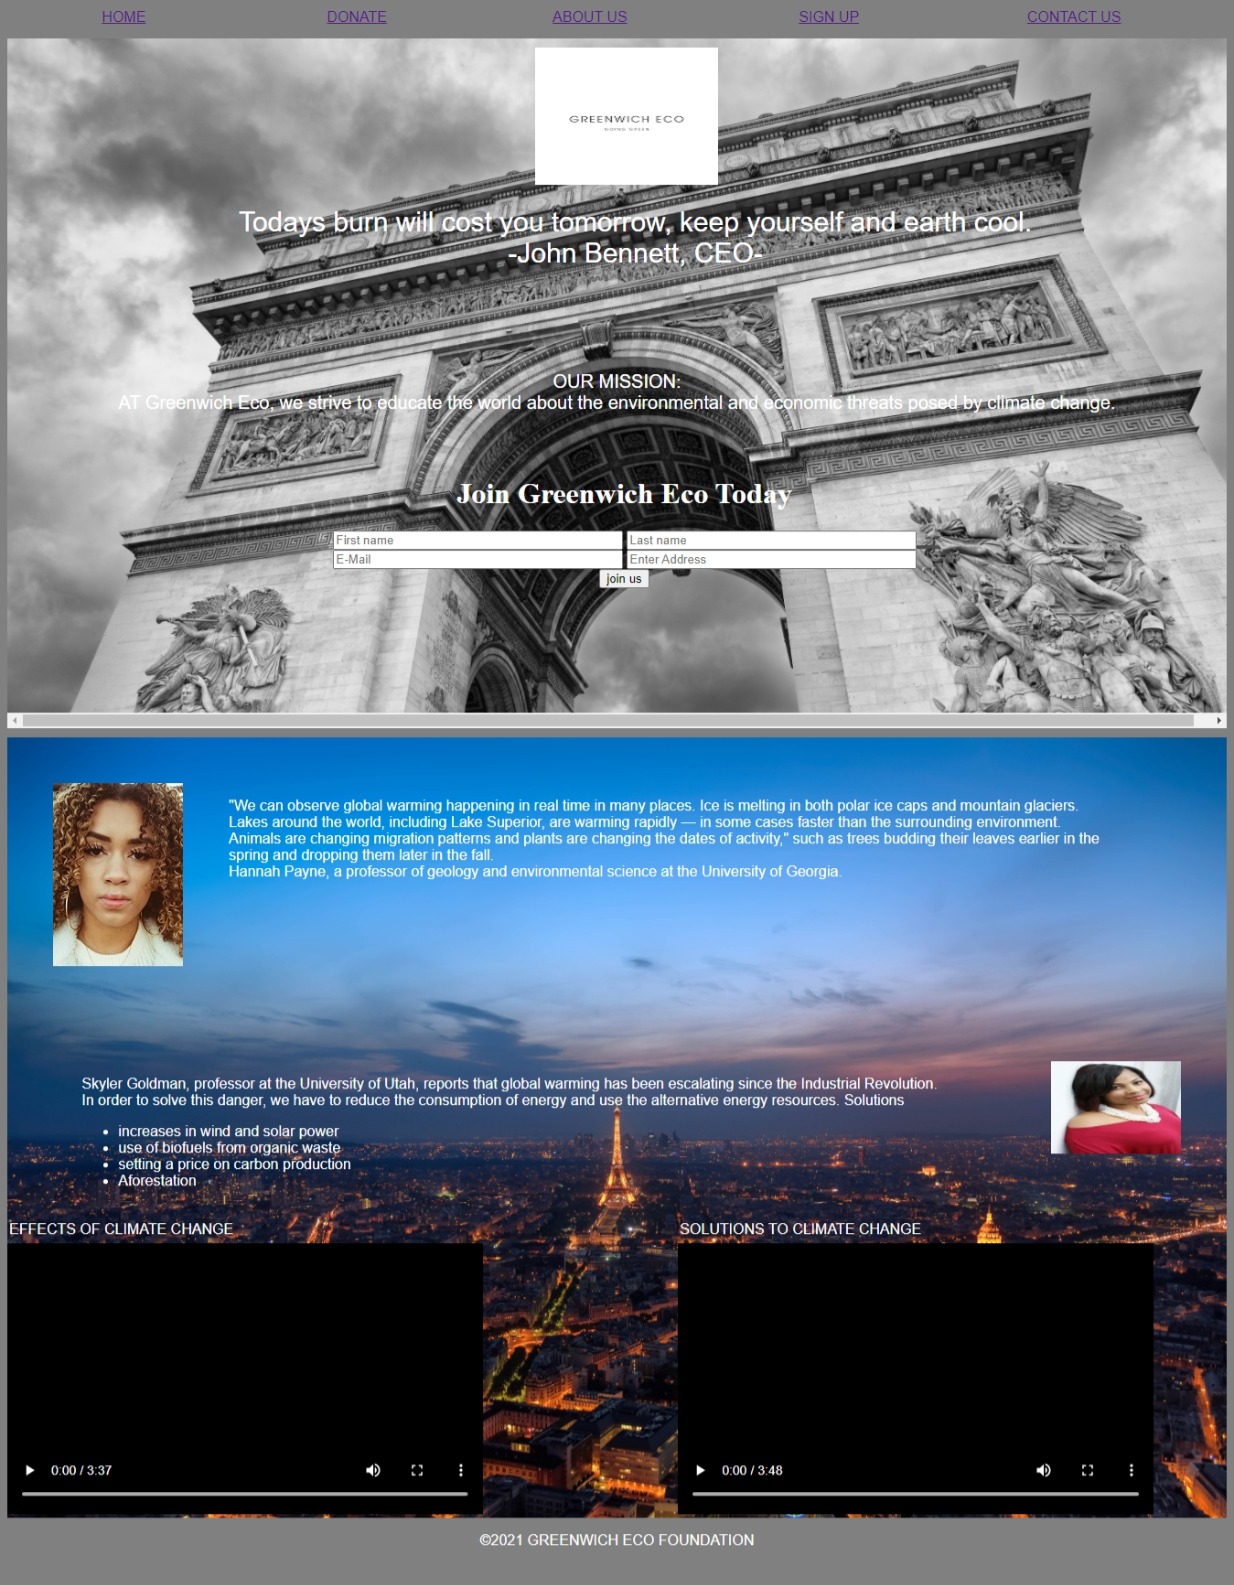 HOME DONATE ABOUT US SIGN UP CONTACT US
GREENWICH ECO
GOING GREEN
Todays burn will cost you tomorrow, keep yourself and earth cool.
-John Bennett, CEO-
OUR MISSION:
AT Greenwich Eco, we strive to educate the world about the environmental and economic threats posed by climate change.
Join Greenwich Eco Today
First name Last name
E-Mail Enter Address
join us
"We can observe global warming happening in real time in many places. Ice is melting in both polar ice caps and mountain glaciers.
Lakes around the world, including Lake Superior, are warming rapidly — in some cases faster than the surrounding environment.
Animals are changing migration patterns and plants are changing the dates of activity," such as trees budding their leaves earlier in the
spring and dropping them later in the fall.
Hannah Payne, a professor of geology and environmental science at the University of Georgia.
Skyler Goldman, professor at the University of Utah, reports that global warming has been escalating since the Industrial Revolution.
In order to solve this danger, we have to reduce the consumption of energy and use the alternative energy resources. Solutions
• increases in wind and solar power
• use of biofuels from organic waste
• setting a price on carbon production
• Aforestation
EFFECTS OF CLIMATE CHANGE
SOLUTIONS TO CLIMATE CHANGE
0:00 / 3:37
0:00 / 3:48
©2021 GREENWICH ECO FOUNDATION